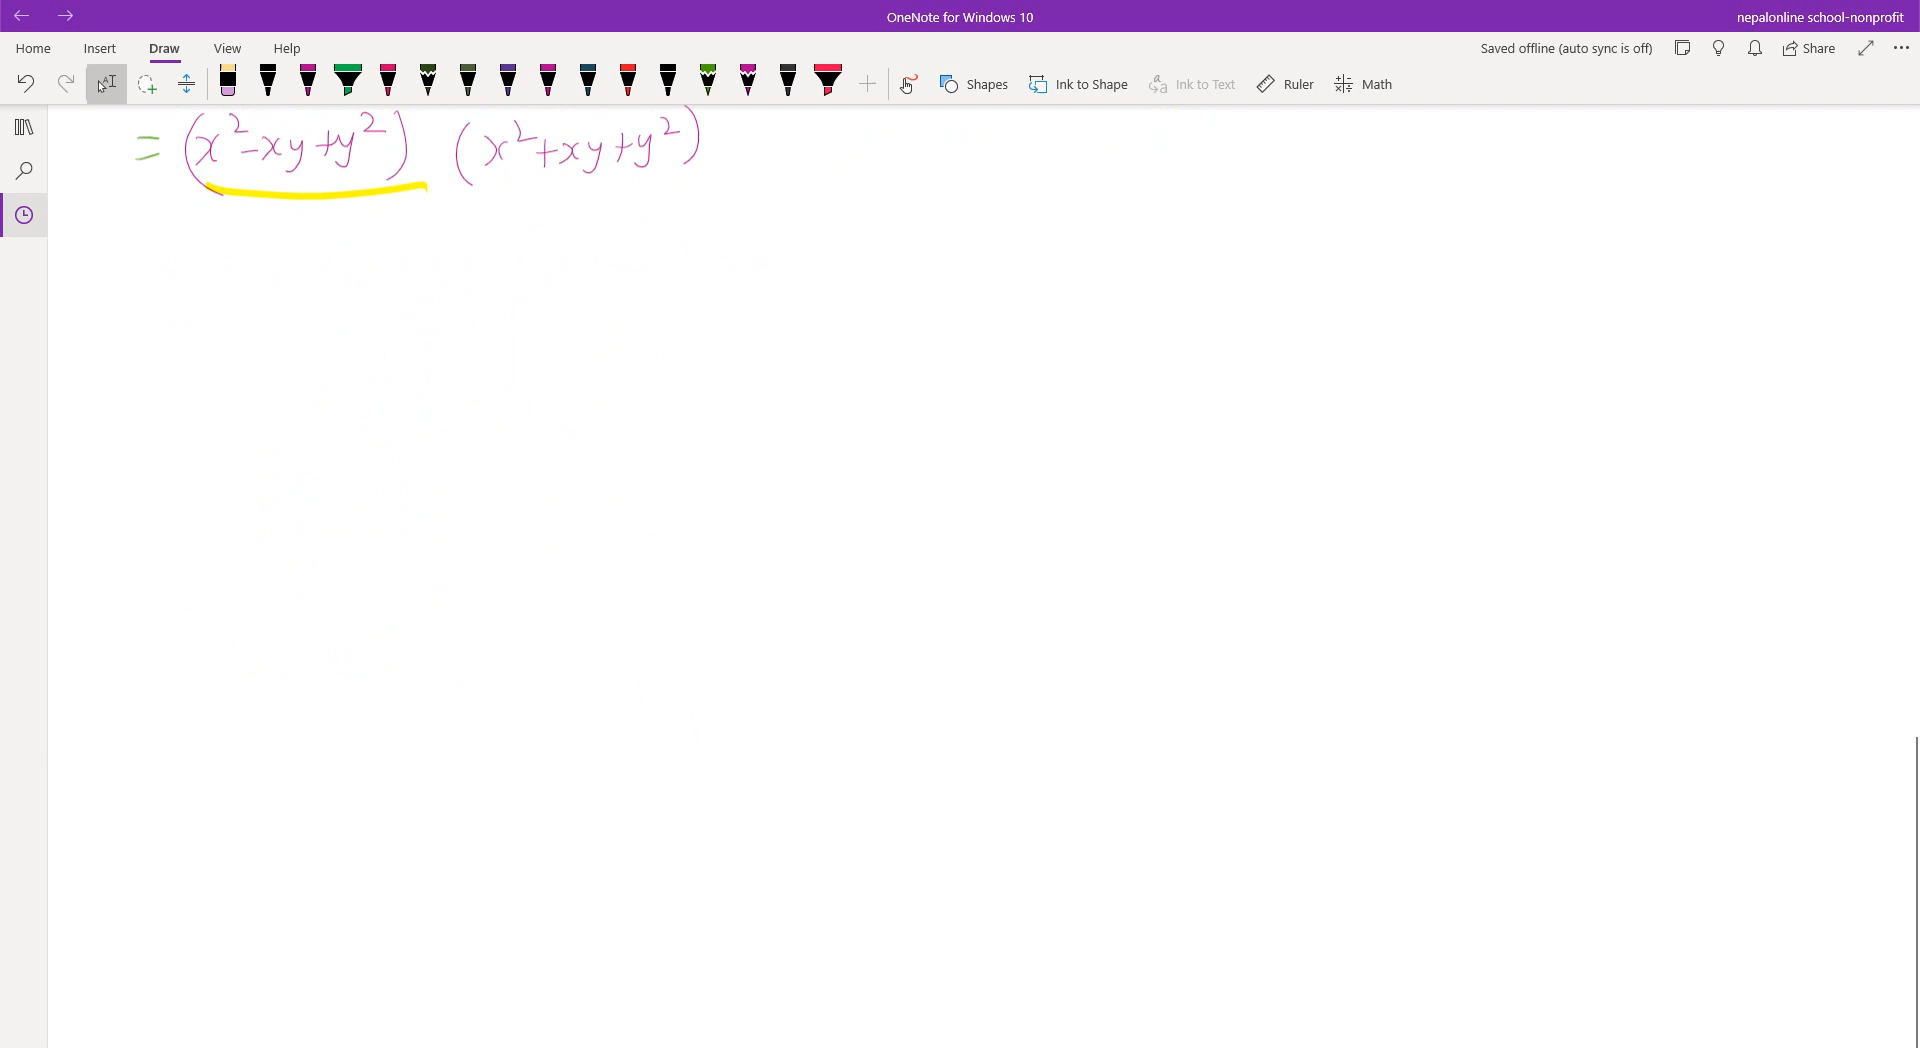 OneNote for Windows 10
nepalonline school-nonprofit
Home Insert Draw View Help
Saved offline (auto sync is off) Share
Shapes Ink to Shape Ink to Text Ruler Math
= (x²-xy+y²) (x²+xy+y²)